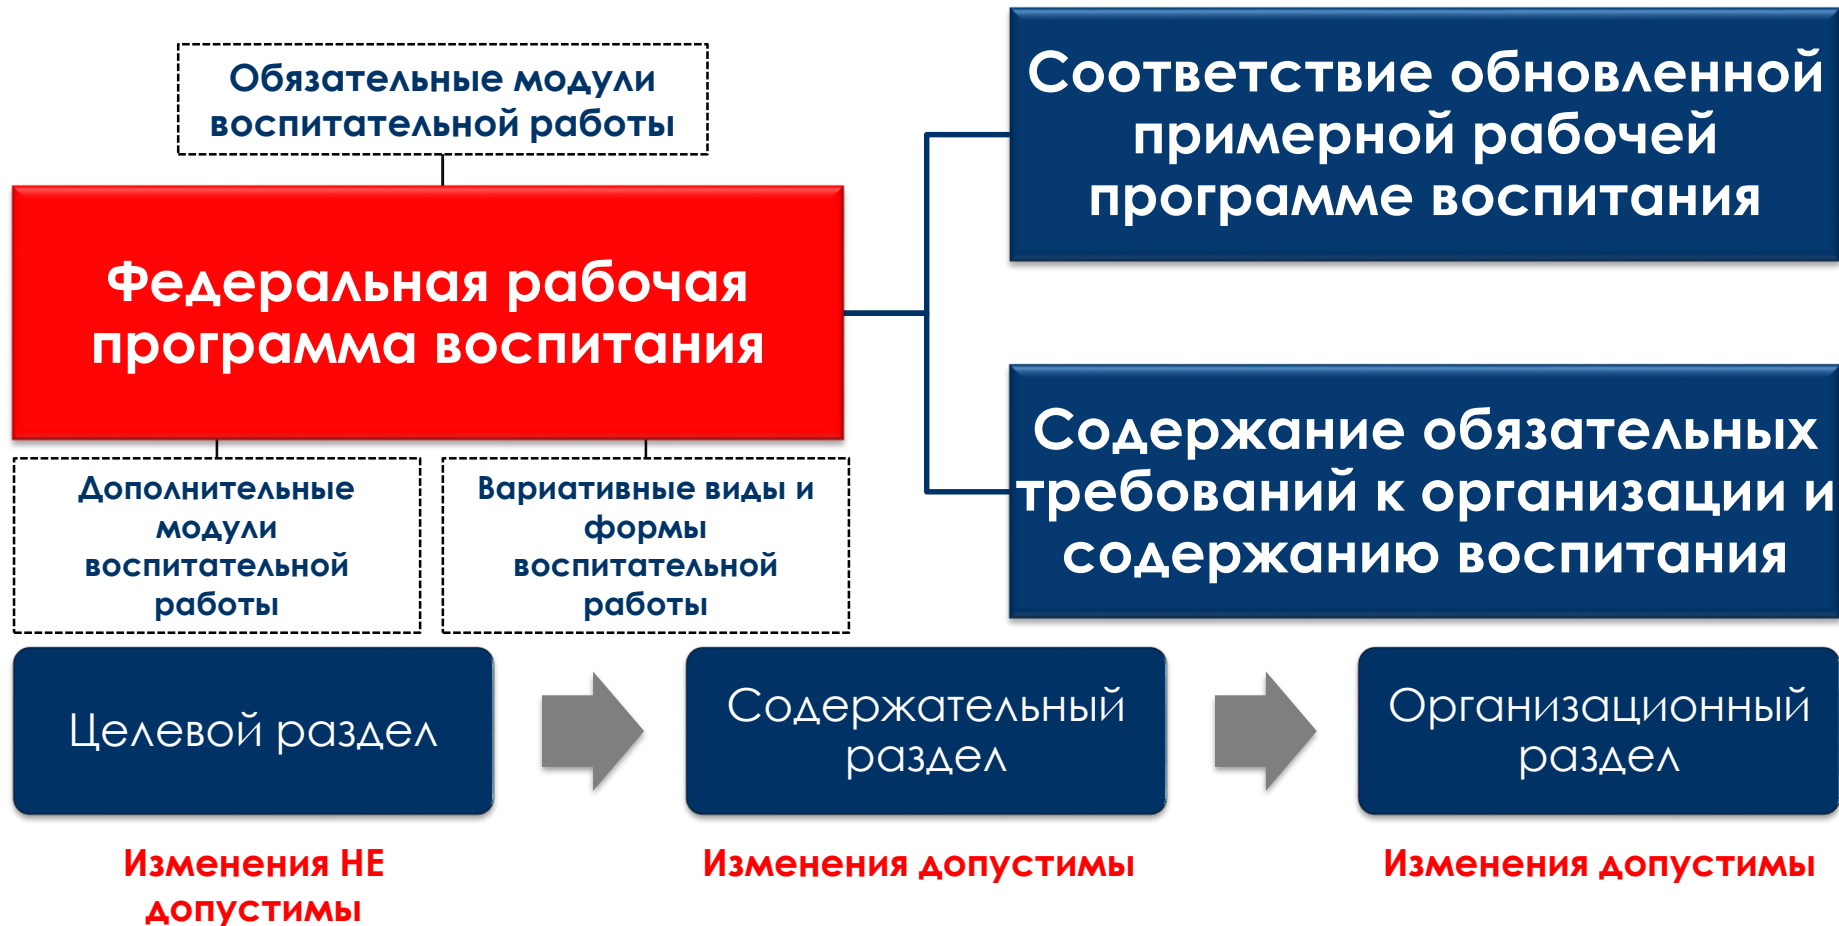 Обязательные модули
воспитательной работы
Федеральная рабочая
программа воспитания
Дополнительные
модули
воспитательной
работы
Вариативные виды и
формы
воспитательной
работы
Соответствие обновленной
примерной рабочей
программе воспитания
Содержание обязательных
требований к организации и
содержанию воспитания
Целевой раздел
Содержательный
раздел
Организационный
раздел
Изменения НЕ
допустимы
Изменения допустимы
Изменения допустимы